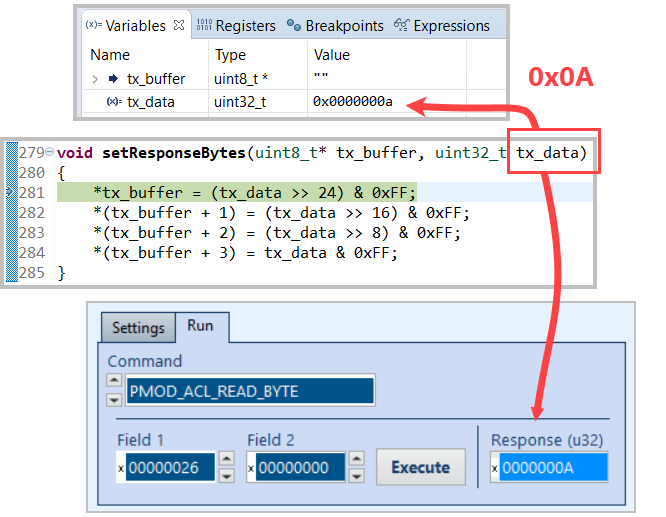 (x)= Variables 1010 0101 Registers Breakpoints Expressions
Name Type Value
> tx_buffer uint8_t * ""
(x)= tx_data uint32_t 0x0000000a
0x0A
279 void setResponseBytes(uint8_t* tx_buffer, uint32_t tx_data)
280 {
281 *tx_buffer = (tx_data >> 24) & 0xFF;
282 *(tx_buffer + 1) = (tx_data >> 16) & 0xFF;
283 *(tx_buffer + 2) = (tx_data >> 8) & 0xFF;
284 *(tx_buffer + 3) = tx_data & 0xFF;
285 }
Settings Run
Command
PMOD_ACL_READ_BYTE
Field 1 Field 2 Response (u32)
x 00000026 x 00000000 Execute x 0000000A